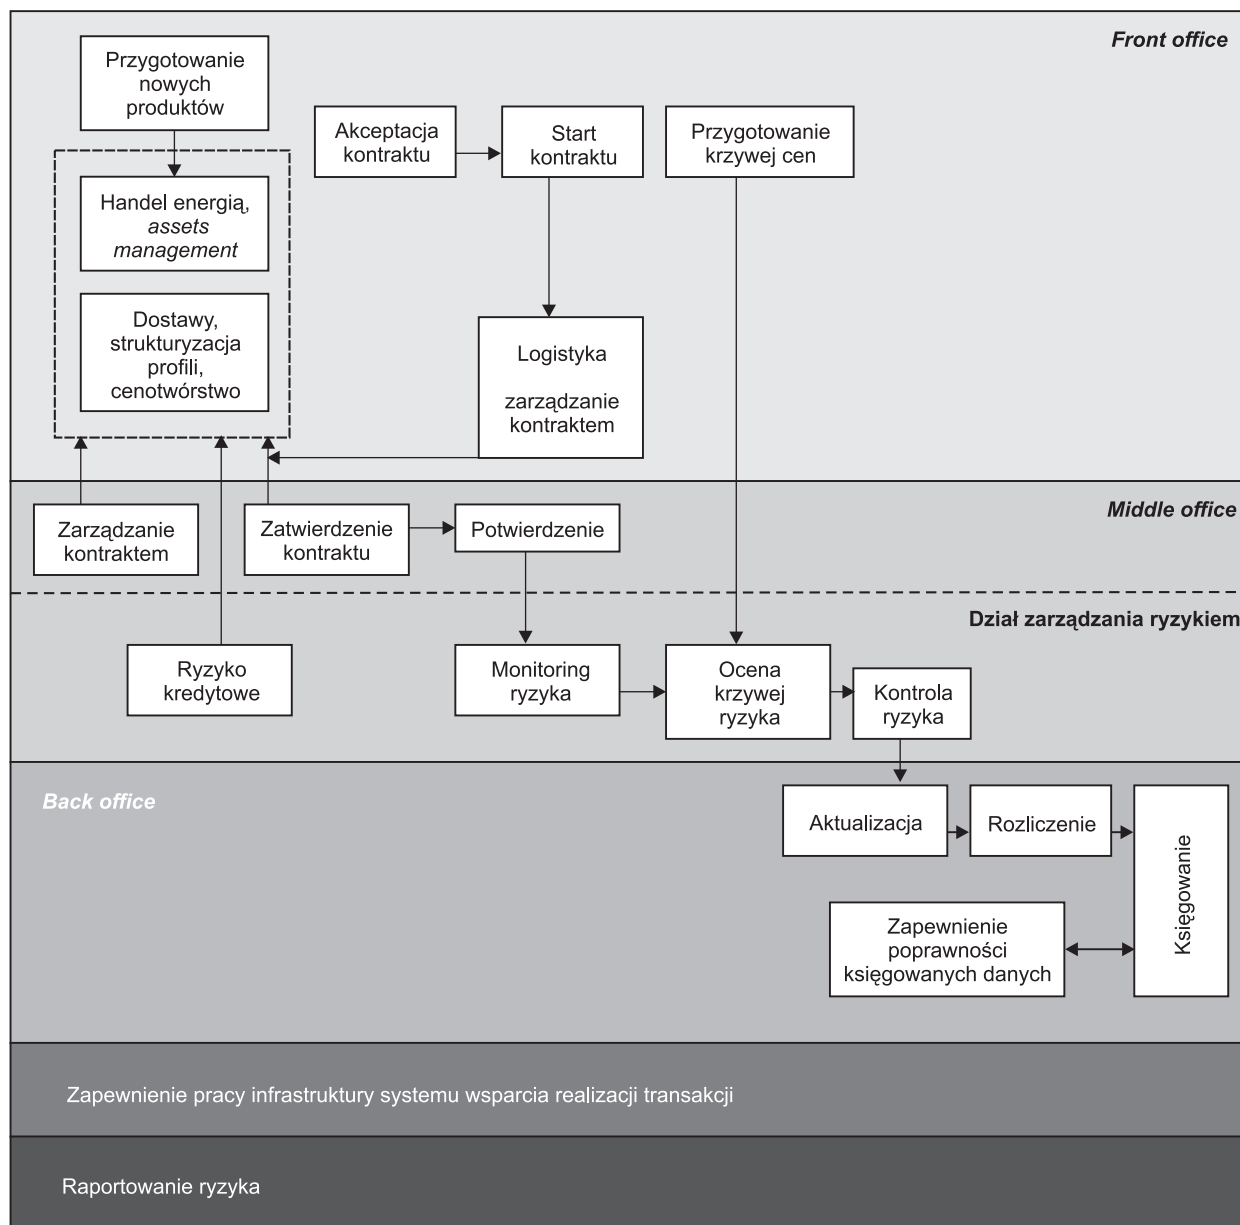 Front office
Przygotowanie
nowych
produktów
Akceptacja
kontraktu
Start
kontraktu
Przygotowanie
krzywej cen
Handel energią,
assets
management
Dostawy,
strukturyzacja
profili,
cenotwórstwo
Logistyka
zarządzanie
kontraktem
Middle office
Zarządzanie
kontraktem
Zatwierdzenie
kontraktu
Potwierdzenie
Dział zarządzania ryzykiem
Ryzyko
kredytowe
Monitoring
ryzyka
Ocena
krzywej
ryzyka
Kontrola
ryzyka
Back office
Aktualizacja
Rozliczenie
Księgowanie
Zapewnienie
poprawności
księgowanych danych
Zapewnienie pracy infrastruktury systemu wsparcia realizacji transakcji
Raportowanie ryzyka